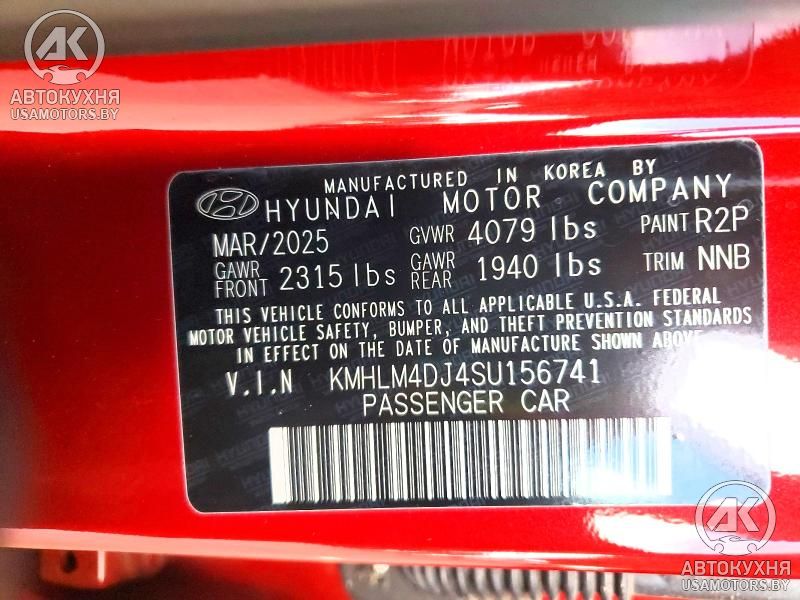 AK
АВТОКУХНЯ
USAMOTORS.BY
MANUFACTURED IN KOREA BY
HYUNDAI MOTOR COMPANY
MAR/2025 GVWR 4079 lbs PAINT R2P
GAWR FRONT 2315 lbs GAWR REAR 1940 lbs TRIM NNB
THIS VEHICLE CONFORMS TO ALL APPLICABLE U.S.A. FEDERAL
MOTOR VEHICLE SAFETY, BUMPER, AND THEFT PREVENTION STANDARDS
IN EFFECT ON THE DATE OF MANUFACTURE SHOWN ABOVE.
V.I.N KMHLM4DJ4SU156741
PASSENGER CAR
AK
АВТОКУХНЯ
USAMOTORS.BY